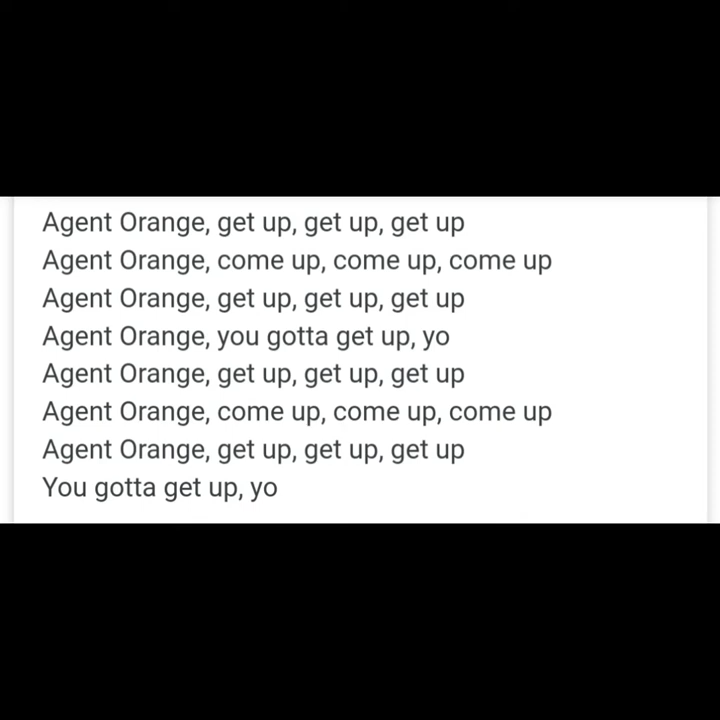 Agent Orange, get up, get up, get up
Agent Orange, come up, come up, come up
Agent Orange, get up, get up, get up
Agent Orange, you gotta get up, yo
Agent Orange, get up, get up, get up
Agent Orange, come up, come up, come up
Agent Orange, get up, get up, get up
You gotta get up, yo